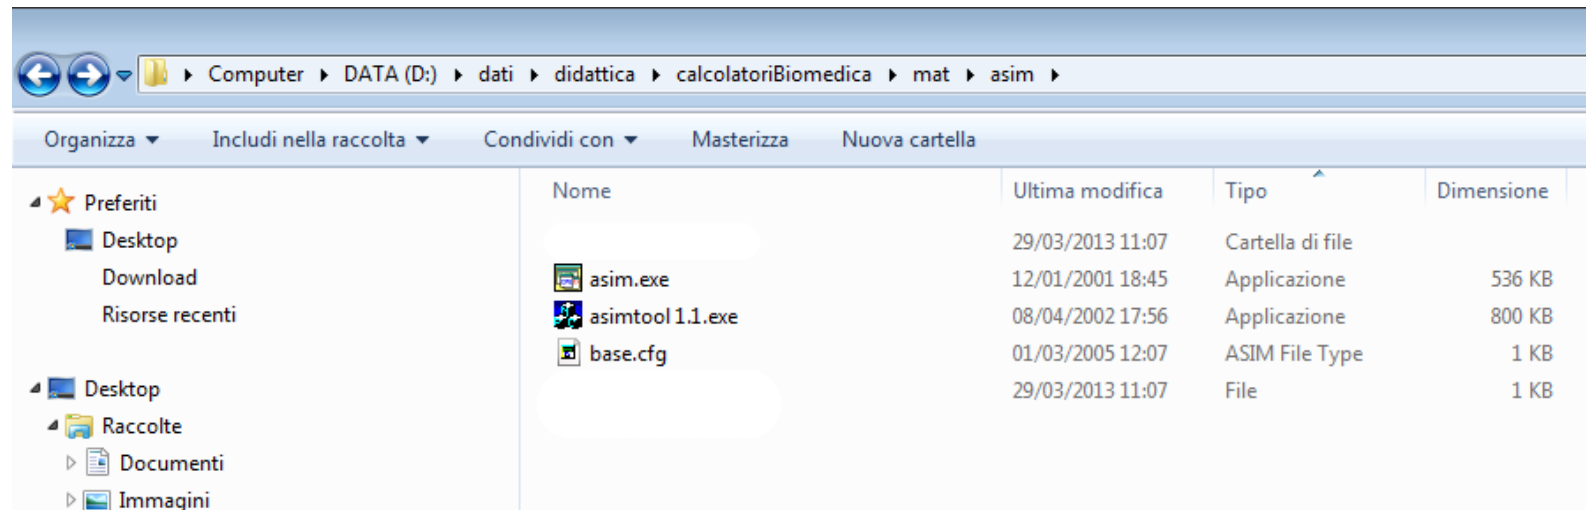 Computer DATA (D:) dati didattica calcolatoriBiomedica mat asim
Organizza Includi nella raccolta Condividi con Masterizza Nuova cartella
Preferiti
Desktop
Download
Risorse recenti
Desktop
Raccolte
Documenti
Immagini
Nome Ultima modifica Tipo Dimensione
29/03/2013 11:07 Cartella di file
asim.exe 12/01/2001 18:45 Applicazione 536 KB
asimtool 1.1.exe 08/04/2002 17:56 Applicazione 800 KB
base.cfg 01/03/2005 12:07 ASIM File Type 1 KB
29/03/2013 11:07 File 1 KB